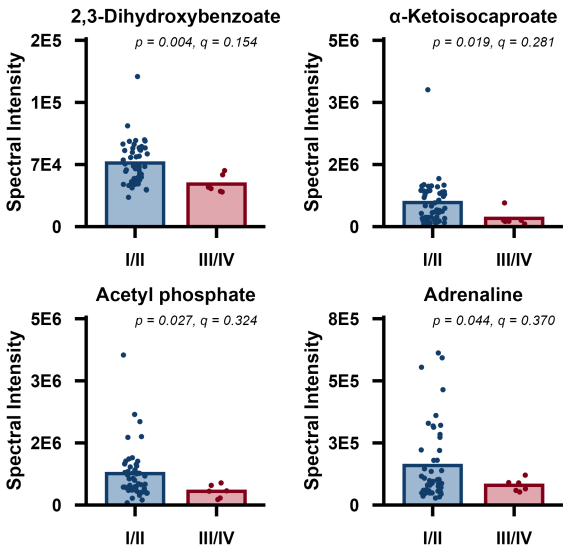 2,3-Dihydroxybenzoate
p = 0.004, q = 0.154
Spectral Intensity
2E5
1E5
7E4
0
I/II
III/IV
α-Ketoisocaproate
p = 0.019, q = 0.281
Spectral Intensity
5E6
3E6
2E6
0
I/II
III/IV
Acetyl phosphate
p = 0.027, q = 0.324
Spectral Intensity
5E6
3E6
2E6
0
I/II
III/IV
Adrenaline
p = 0.044, q = 0.370
Spectral Intensity
8E5
5E5
3E5
0
I/II
III/IV